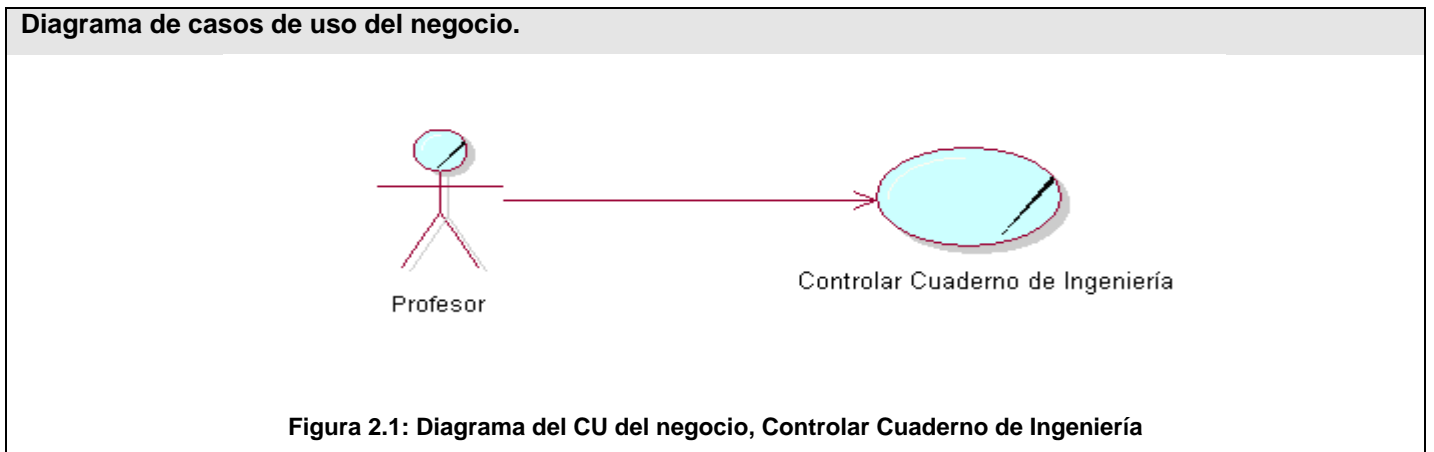 Diagrama de casos de uso del negocio.
Controlar Cuaderno de Ingeniería
Profesor
Figura 2.1: Diagrama del CU del negocio, Controlar Cuaderno de Ingeniería